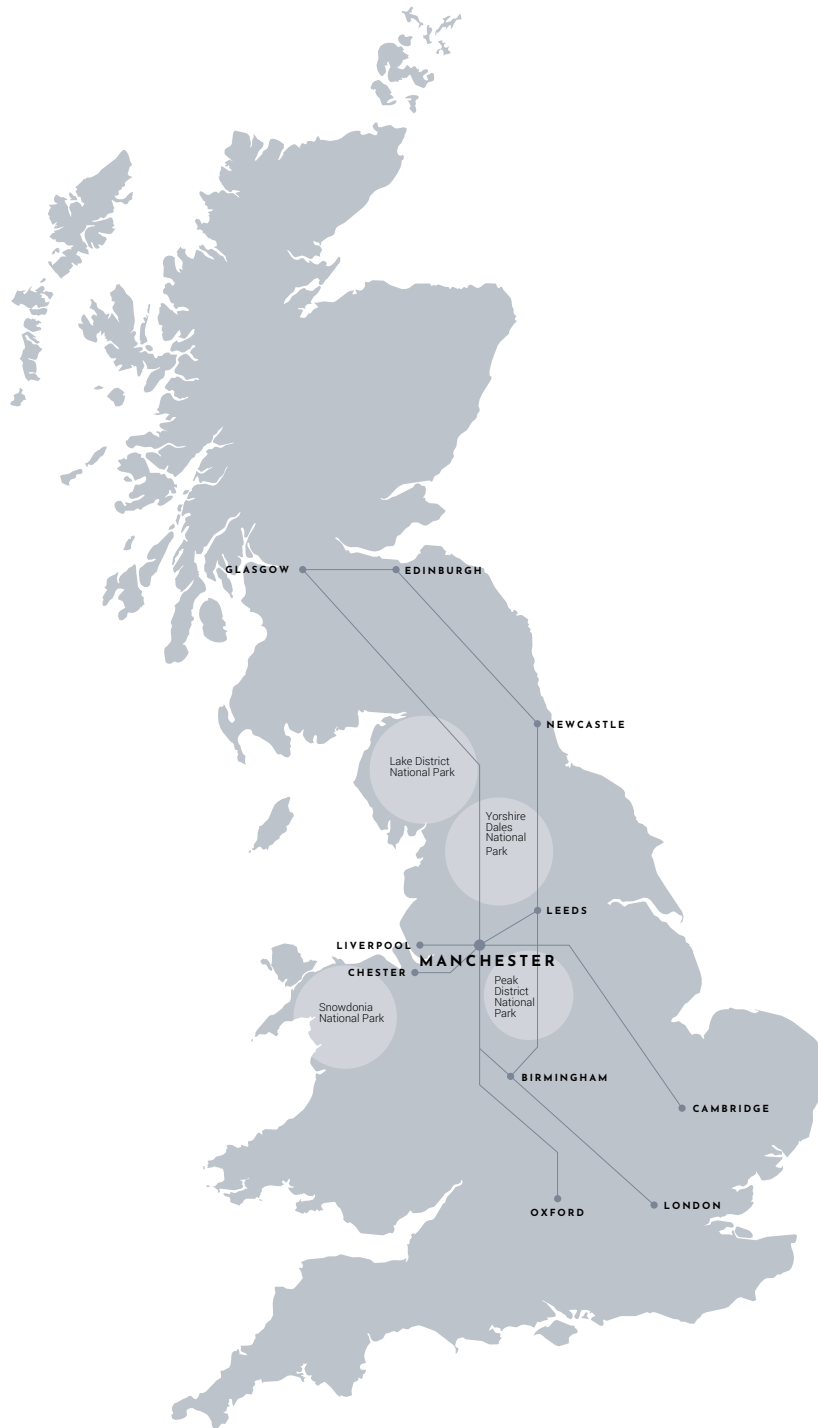 GLASGOW
EDINBURGH
NEWCASTLE
Lake District
National Park
Yorshire
Dales
National
Park
LEEDS
LIVERPOOL
MANCHESTER
CHESTER
Peak
District
National
Park
Snowdonia
National Park
BIRMINGHAM
CAMBRIDGE
LONDON
OXFORD